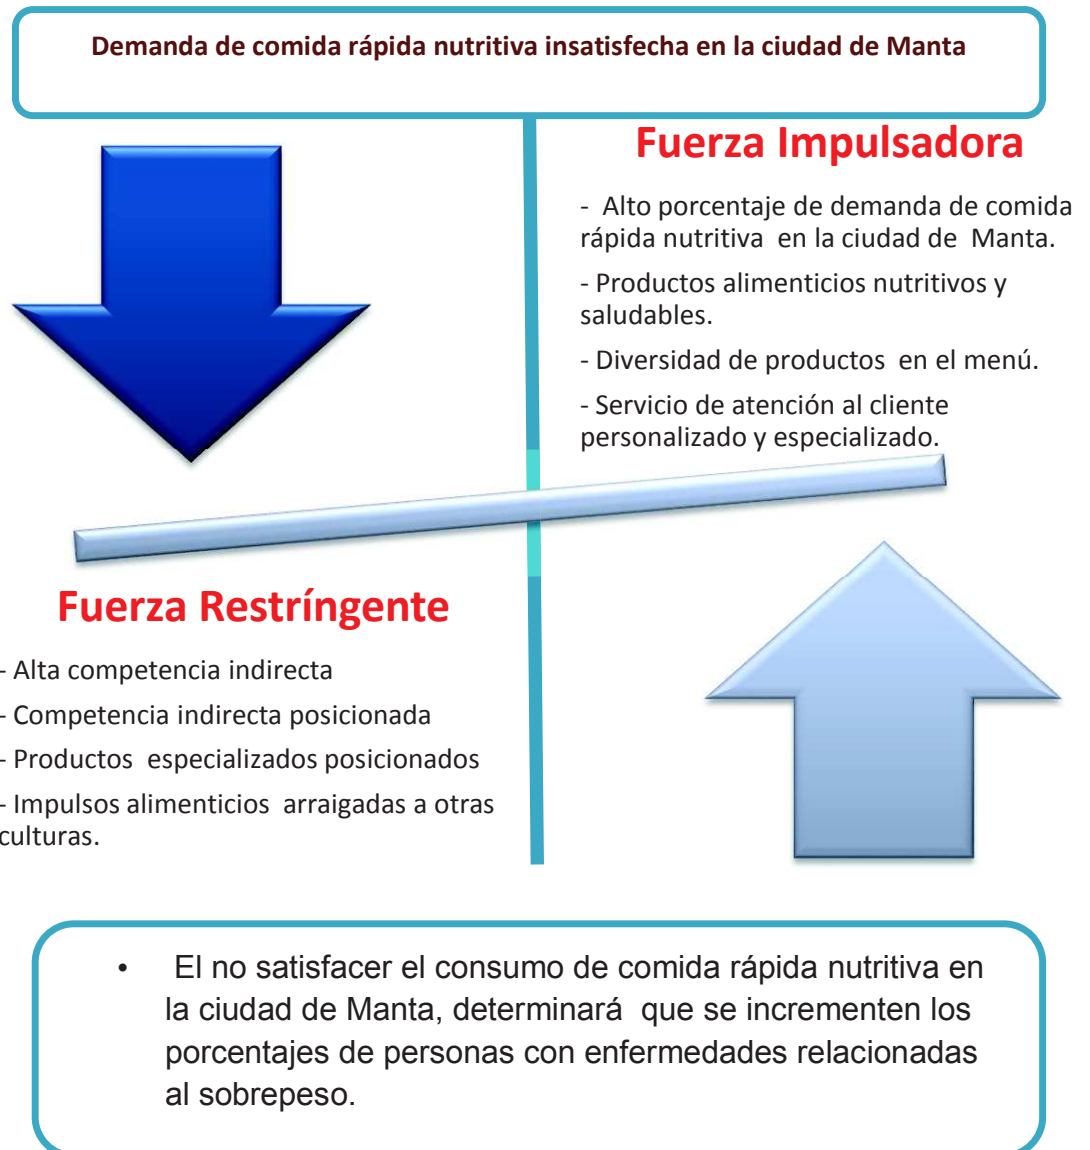 Demanda de comida rápida nutritiva insatisfecha en la ciudad de Manta
Fuerza Impulsadora
- Alto porcentaje de demanda de comida
rápida nutritiva en la ciudad de Manta.
- Productos alimenticios nutritivos y
saludables.
- Diversidad de productos en el menú.
- Servicio de atención al cliente
personalizado y especializado.
Fuerza Restríngente
- Alta competencia indirecta
- Competencia indirecta posicionada
- Productos especializados posicionados
- Impulsos alimenticios arraigadas a otras
culturas.
• El no satisfacer el consumo de comida rápida nutritiva en
la ciudad de Manta, determinará que se incrementen los
porcentajes de personas con enfermedades relacionadas
al sobrepeso.